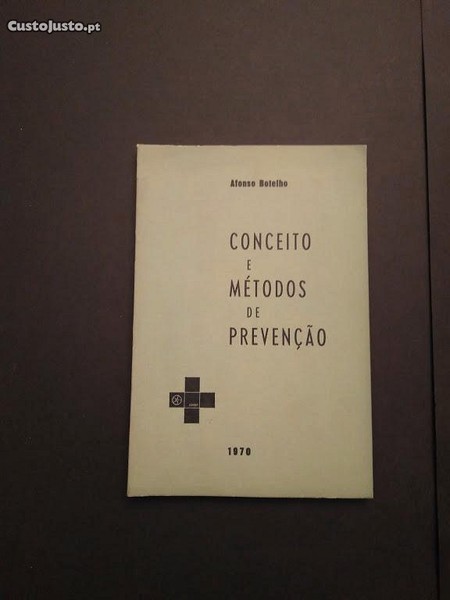 CustoJusto.pt
Afonso Botelho
CONCEITO
E
MÉTODOS
DE
PREVENÇÃO
1970